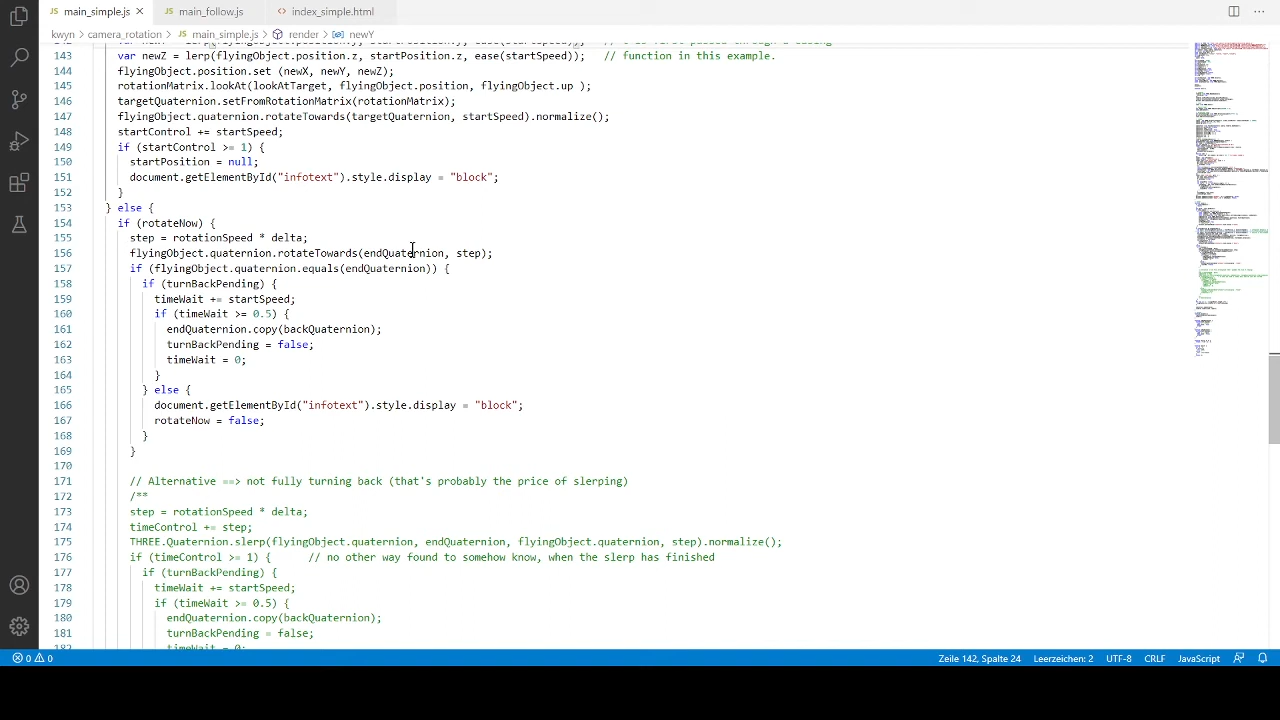 main_simple.js
main_follow.js
index_simple.html
kwyn > camera_rotation > JS main_simple.js > render > newY
143 var newZ = lerp(flyingObject.position.z, startPosition.z, easing(startSpeed)); // function in this example.
144 flyingObject.position.set (newX, newY, newZ);
145 rotationMatrix.lookAt( lookAtTarget, flyingObject.position, flyingObject.up );
146 targetQuaternion.setFromRotationMatrix(rotationMatrix);
147 flyingObject.quaternion.rotateTowards(targetQuaternion, startSpeed).normalize();
148 startControl += startSpeed;
149 if (startControl >= 1) {
150 startPosition = null;
151 document.getElementById("infotext").style.display = "block";
152 }
153 } else {
154 if (rotateNow) {
155 step = rotationSpeed * delta;
156 flyingObject.quaternion.rotateTowards(endQuaternion, step);
157 if (flyingObject.quaternion.equals(endQuaternion)) {
158 if (turnBackPending) {
159 timeWait += startSpeed;
160 if (timeWait >= 0.5) {
161 endQuaternion.copy(backQuaternion);
162 turnBackPending = false;
163 timeWait = 0;
164 }
165 } else {
166 document.getElementById("infotext").style.display = "block";
167 rotateNow = false;
168 }
169 }
170
171 // Alternative ==> not fully turning back (that's probably the price of slerping)
172 /**
173 step = rotationSpeed * delta;
174 timeControl += step;
175 THREE.Quaternion.slerp(flyingObject.quaternion, endQuaternion, flyingObject.quaternion, step).normalize();
176 if (timeControl >= 1) { // no other way found to somehow know, when the slerp has finished
177 if (turnBackPending) {
178 timeWait += startSpeed;
179 if (timeWait >= 0.5) {
180 endQuaternion.copy(backQuaternion);
181 turnBackPending = false;
182 timeWait = 0;
0 0 Zeile 142, Spalte 24 Leerzeichen: 2 UTF-8 CRLF JavaScript